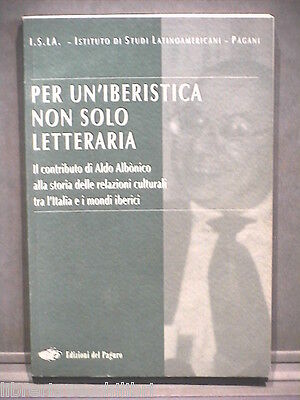 I.S.LA. - ISTITUTO DI STUDI LATINOAMERICANI - PAGANI
PER UN'IBERISTICA
NON SOLO
LETTERARIA
Il contributo di Aldo Albònico
alla storia delle relazioni culturali
tra l'Italia e i mondi iberici
Edizioni del Paguro